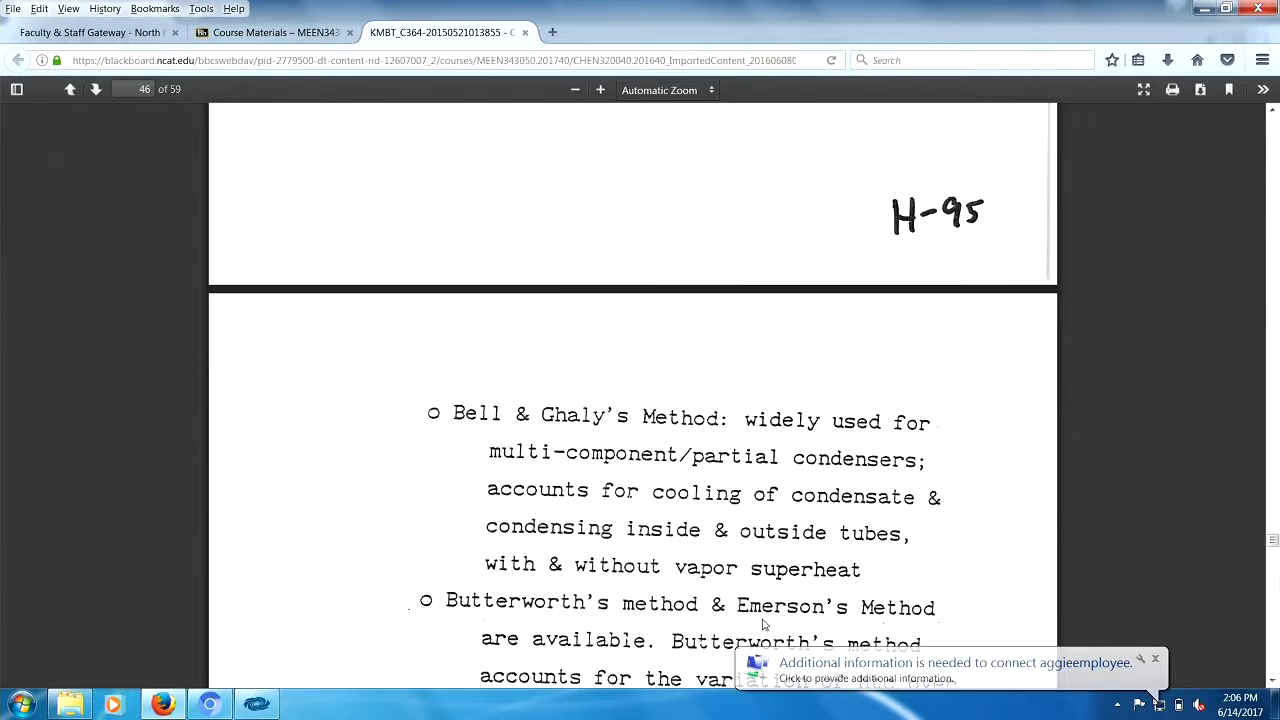 File Edit View History Bookmarks Tools Help
Faculty & Staff Gateway - North Course Materials – MEEN343 KMBT_C364-20150521013855 - C
https://blackboard.ncat.edu/bbcswebdav/pid-2779500-dt-content-rid-12607007_2/courses/MEEN343050.201740/CHEN320040.201640_ImportedContent_201606080 Search
46 of 59 Automatic Zoom
H-95
o Bell & Ghaly's Method: widely used for
multi-component/partial condensers;
accounts for cooling of condensate &
condensing inside & outside tubes,
with & without vapor superheat
o Butterworth's method & Emerson's Method
are available. Butterworth's method
accounts for the variation of
Additional information is needed to connect aggieemployee.
Click to provide additional information.
2:06 PM
6/14/2017